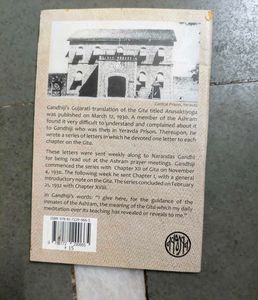 Central Prison, Yeravda
Gandhiji's Gujarati translation of the Gita titled Anasaktiyoga
was published on March 12, 1930. A member of the Ashram
found it very difficult to understand and complained about it
to Gandhiji who was then in Yeravda Prison. Thereupon, he
wrote a series of letters in which he devoted one letter to each
chapter on the Gita.
These letters were sent weekly along to Narandas Gandhi
for being read out at the Ashram prayer meeting. Gandhiji
commenced the series with Chapter XII of Gita on November
4, 1930. The following week he sent Chapter I, with a general
introductory note on the Gita. The series concluded on February
21, 1932 with Chapter XVIII.
In Gandhiji's words: "I give here, for the guidance of the
inmates of the Ashram, the meaning of the Gita which my daily
meditation over its teaching has revealed or reveals to me."